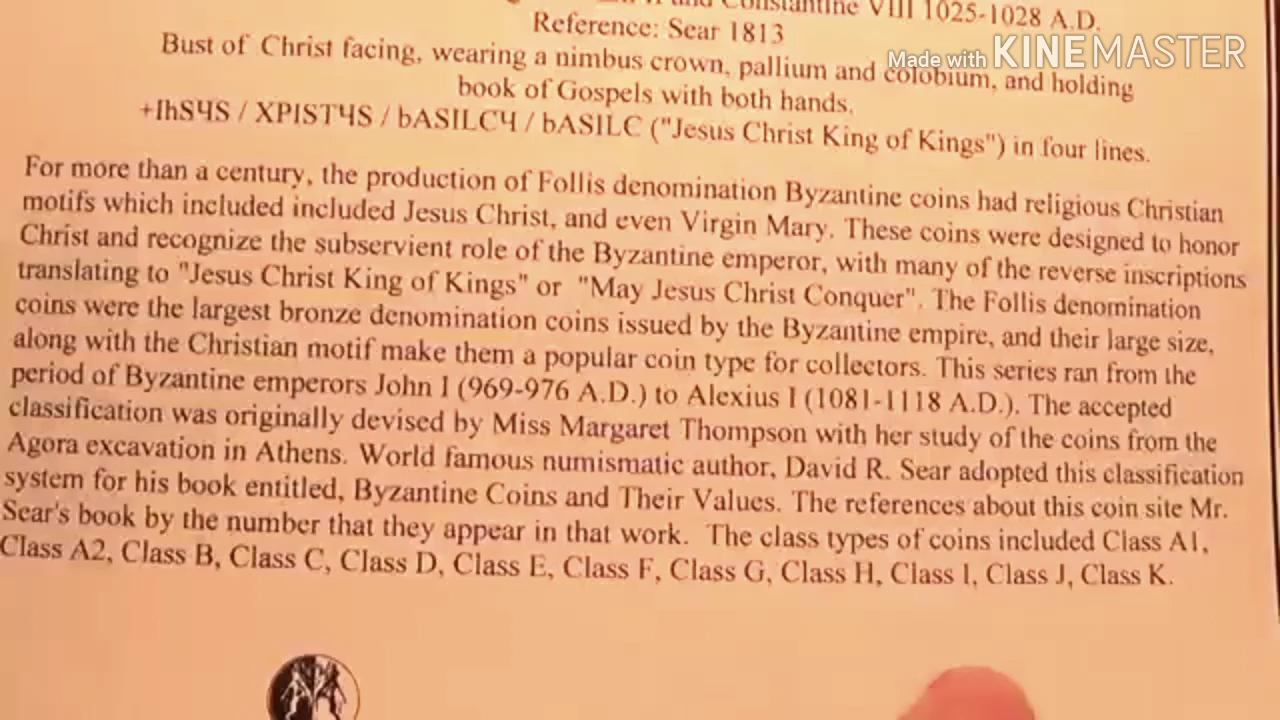 Constantine VIII 1025-1028 A.D.
Reference: Sear 1813
Made with KINEMASTER
Bust of Christ facing, wearing a nimbus crown, pallium and colobium, and holding
book of Gospels with both hands.
+IhSЧS / XPISTЧS / bASILCЧ / bASILC ("Jesus Christ King of Kings") in four lines.
For more than a century, the production of Follis denomination Byzantine coins had religious Christian
motifs which included included Jesus Christ, and even Virgin Mary. These coins were designed to honor
Christ and recognize the subservient role of the Byzantine emperor, with many of the reverse inscriptions
translating to "Jesus Christ King of Kings" or "May Jesus Christ Conquer". The Follis denomination
coins were the largest bronze denomination coins issued by the Byzantine empire, and their large size,
along with the Christian motif make them a popular coin type for collectors. This series ran from the
period of Byzantine emperors John I (969-976 A.D.) to Alexius I (1081-1118 A.D.). The accepted
classification was originally devised by Miss Margaret Thompson with her study of the coins from the
Agora excavation in Athens. World famous numismatic author, David R. Sear adopted this classification
system for his book entitled, Byzantine Coins and Their Values. The references about this coin site Mr.
Sear's book by the number that they appear in that work. The class types of coins included Class A1,
Class A2, Class B, Class C, Class D, Class E, Class F, Class G, Class H, Class I, Class J, Class K.